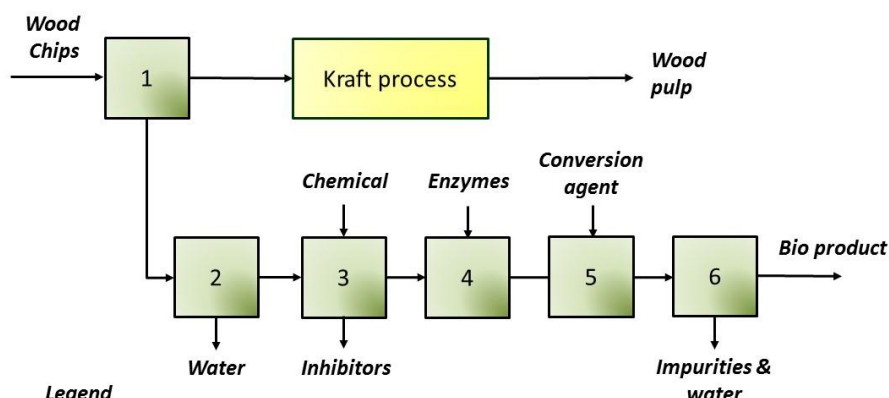 Wood
Chips
1
Kraft process
Wood
pulp
Chemical
Enzymes
Conversion
agent
2
3
4
5
6
Bio product
Water
Inhibitors
Impurities &
water
Legend